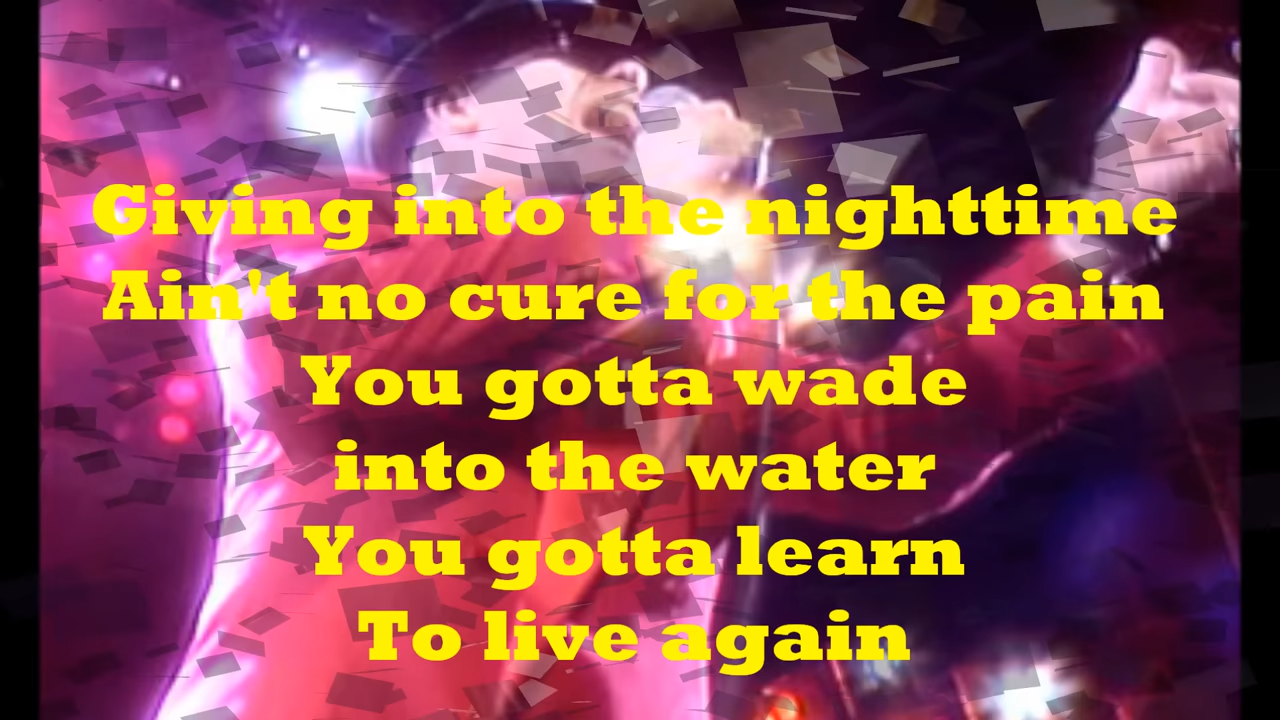 Giving into the nighttime
Ain't no cure for the pain
You gotta wade
into the water
You gotta learn
To live again